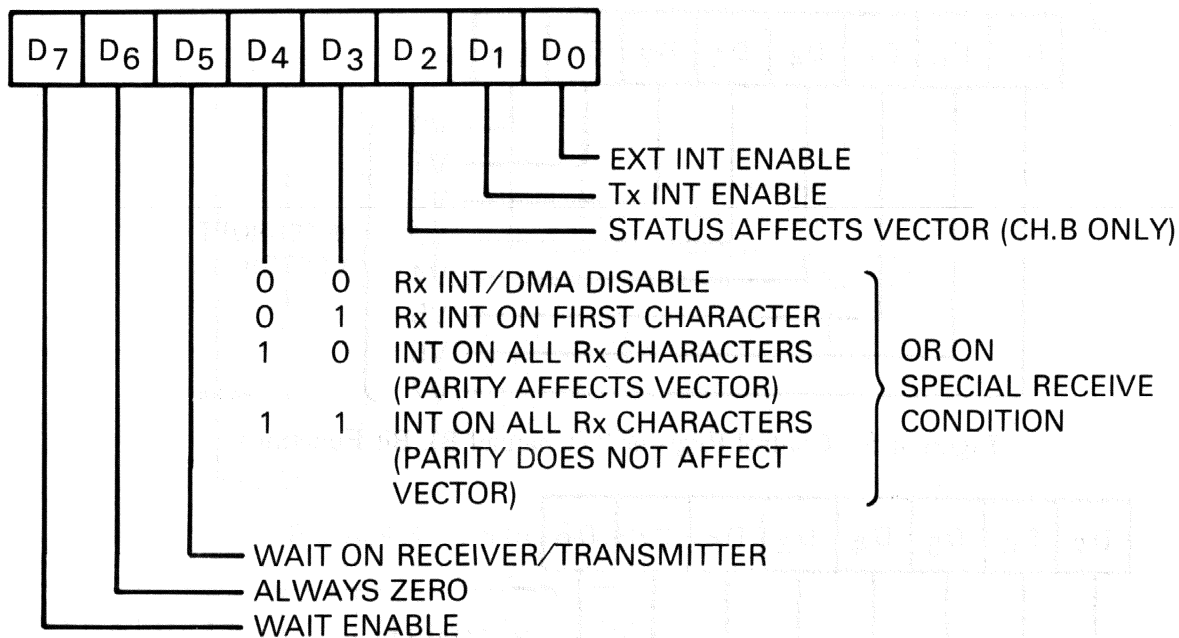 D7 D6 D5 D4 D3 D2 D1 D0
EXT INT ENABLE
Tx INT ENABLE
STATUS AFFECTS VECTOR (CH.B ONLY)
0 0 Rx INT/DMA DISABLE
0 1 Rx INT ON FIRST CHARACTER
1 0 INT ON ALL Rx CHARACTERS
(PARITY AFFECTS VECTOR)
1 1 INT ON ALL Rx CHARACTERS
(PARITY DOES NOT AFFECT
VECTOR)
OR ON
SPECIAL RECEIVE
CONDITION
WAIT ON RECEIVER/TRANSMITTER
ALWAYS ZERO
WAIT ENABLE